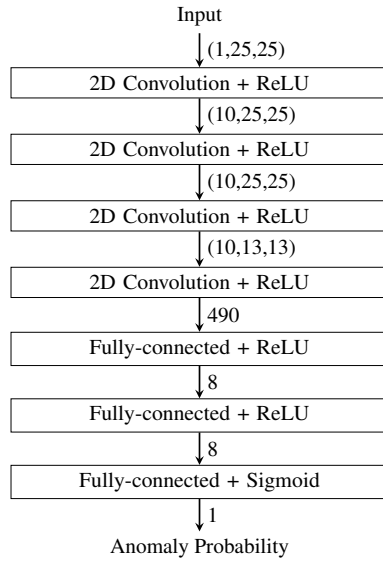 Input
(1,25,25)
2D Convolution + ReLU
(10,25,25)
2D Convolution + ReLU
(10,25,25)
2D Convolution + ReLU
(10,13,13)
2D Convolution + ReLU
490
Fully-connected + ReLU
8
Fully-connected + ReLU
8
Fully-connected + Sigmoid
1
Anomaly Probability